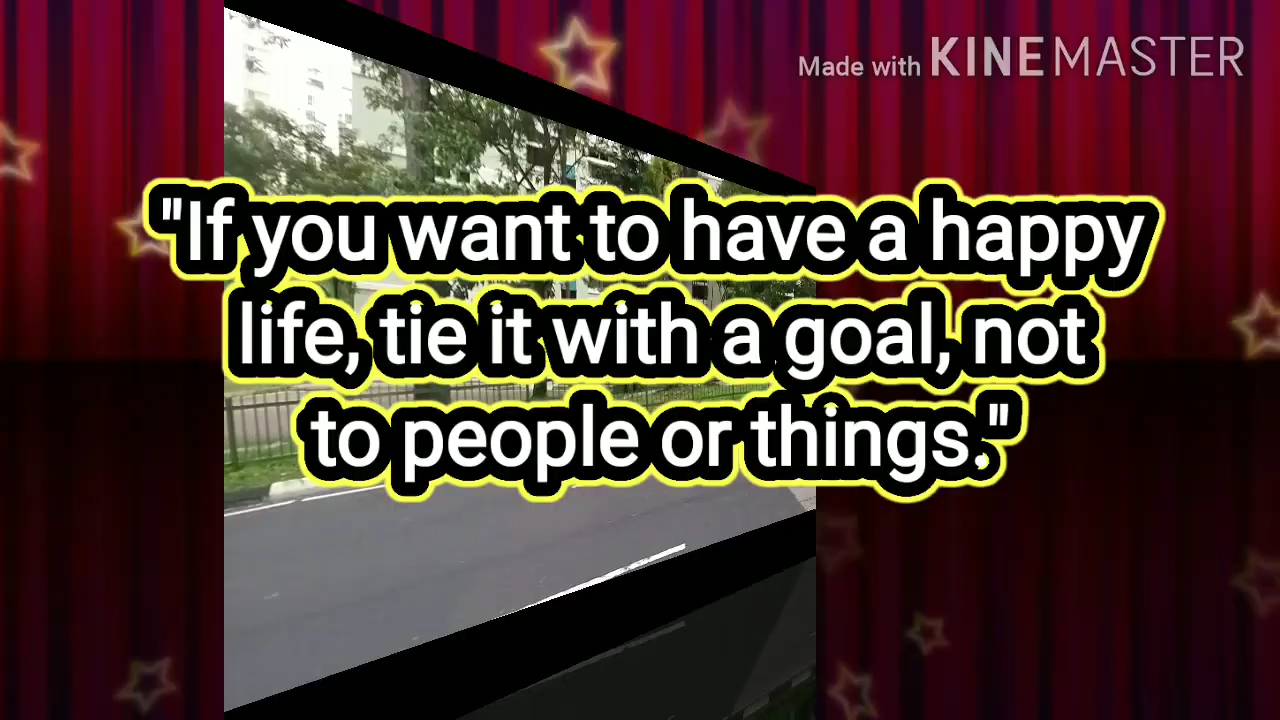 Made with KINEMASTER
"If you want to have a happy
life, tie it with a goal, not
to people or things."